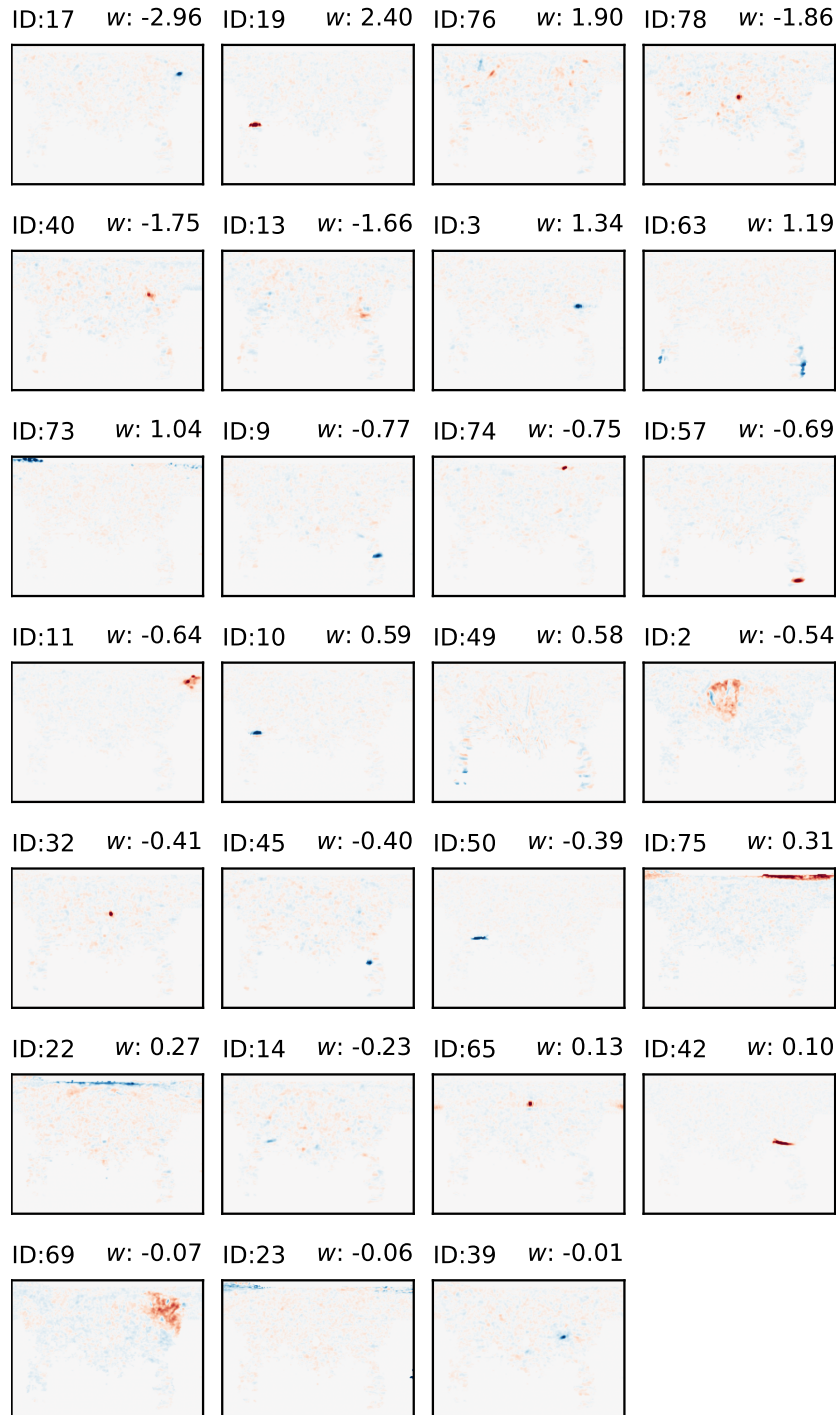 ID:17 w: -2.96 ID:19 w: 2.40 ID:76 w: 1.90 ID:78 w: -1.86
ID:40 w: -1.75 ID:13 w: -1.66 ID:3 w: 1.34 ID:63 w: 1.19
ID:73 w: 1.04 ID:9 w: -0.77 ID:74 w: -0.75 ID:57 w: -0.69
ID:11 w: -0.64 ID:10 w: 0.59 ID:49 w: 0.58 ID:2 w: -0.54
ID:32 w: -0.41 ID:45 w: -0.40 ID:50 w: -0.39 ID:75 w: 0.31
ID:22 w: 0.27 ID:14 w: -0.23 ID:65 w: 0.13 ID:42 w: 0.10
ID:69 w: -0.07 ID:23 w: -0.06 ID:39 w: -0.01